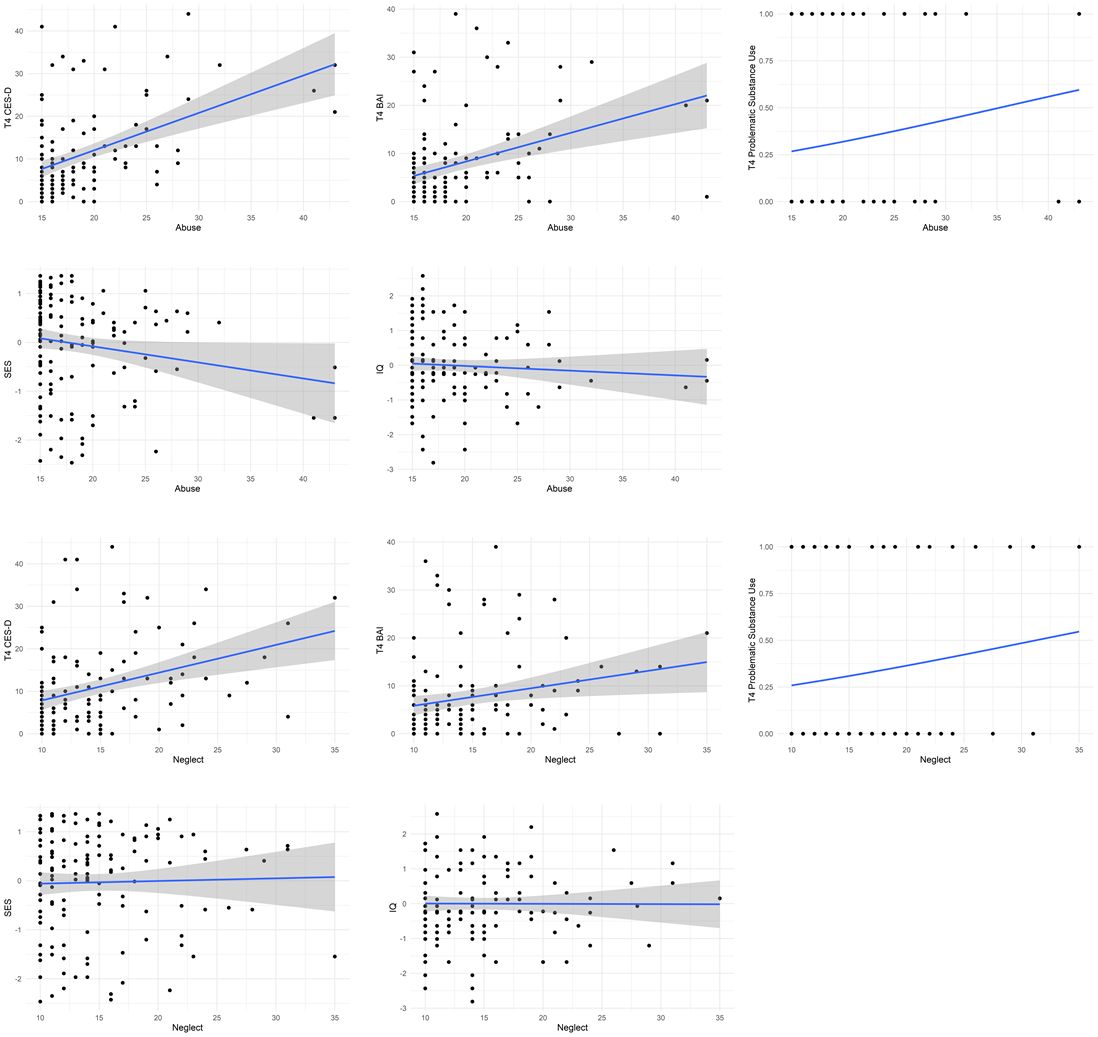 T4 CES-D
40
30
20
10
0
15 20 25 30 35 40
Abuse
T4 BAI
40
30
20
10
0
15 20 25 30 35 40
Abuse
T4 Problematic Substance Use
1.00
0.75
0.50
0.25
0.00
15 20 25 30 35 40
Abuse
SES
1
0
-1
-2
15 20 25 30 35 40
Abuse
IQ
2
1
0
-1
-2
-3
15 20 25 30 35 40
Abuse
T4 CES-D
40
30
20
10
0
10 15 20 25 30 35
Neglect
T4 BAI
40
30
20
10
0
10 15 20 25 30 35
Neglect
T4 Problematic Substance Use
1.00
0.75
0.50
0.25
0.00
10 15 20 25 30 35
Neglect
SES
1
0
-1
-2
10 15 20 25 30 35
Neglect
IQ
2
1
0
-1
-2
-3
10 15 20 25 30 35
Neglect